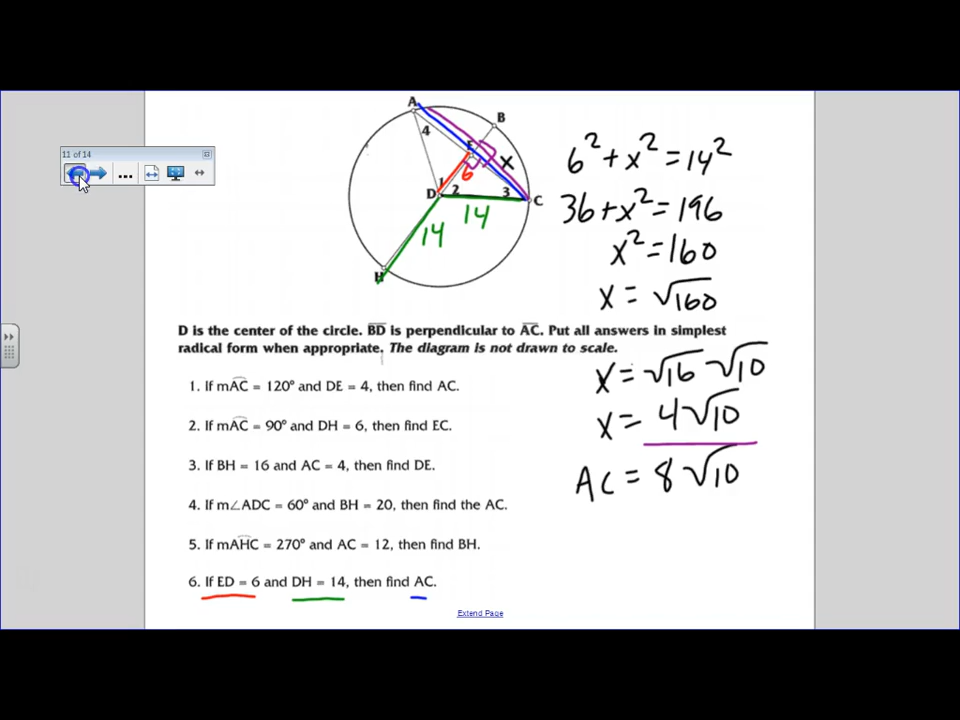 11 of 14
...
A
B
4
E
x
6
1
D
2
3
C
14
14
H
6² + x² = 14²
36 + x² = 196
x² = 160
x = √160
D is the center of the circle. B̅D̅ is perpendicular to A̅C̅. Put all answers in simplest
radical form when appropriate. The diagram is not drawn to scale.
x = √16 √10
x = 4√10
AC = 8√10
1. If mAC = 120° and DE = 4, then find AC.
2. If mAC = 90° and DH = 6, then find EC.
3. If BH = 16 and AC = 4, then find DE.
4. If m∠ADC = 60° and BH = 20, then find the AC.
5. If mAHC = 270° and AC = 12, then find BH.
6. If ED = 6 and DH = 14, then find AC.
Extend Page